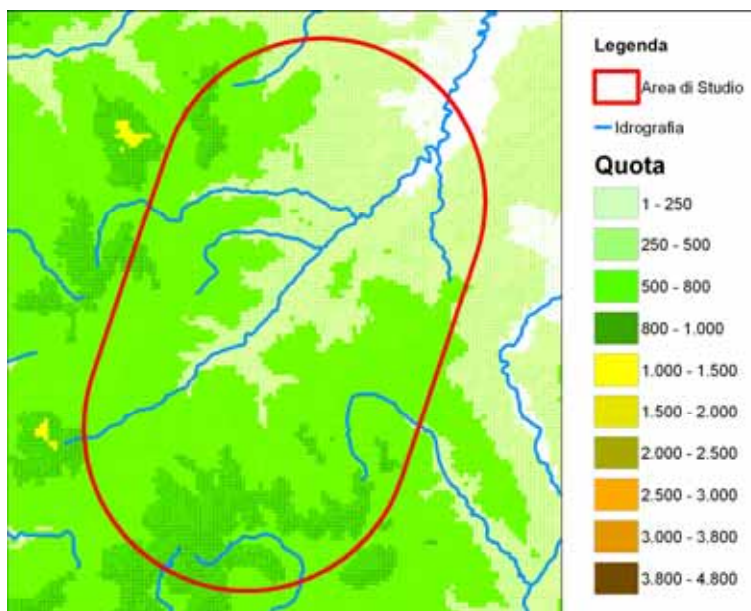 Legenda
Area di Studio
Idrografia
Quota
1 - 250
250 - 500
500 - 800
800 - 1.000
1.000 - 1.500
1.500 - 2.000
2.000 - 2.500
2.500 - 3.000
3.000 - 3.800
3.800 - 4.800